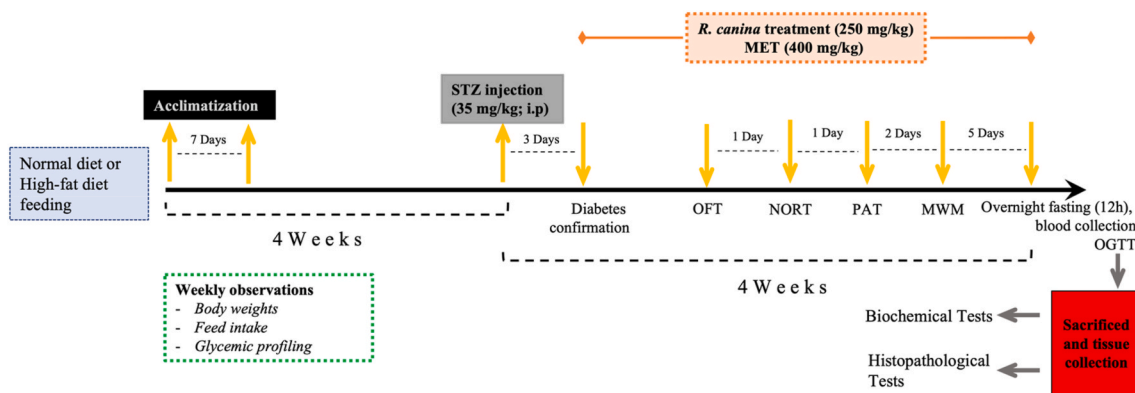 R. canina treatment (250 mg/kg)
MET (400 mg/kg)
Acclimatization
STZ injection
(35 mg/kg; i.p)
7 Days
3 Days
1 Day
1 Day
2 Days
5 Days
Normal diet or
High-fat diet
feeding
Diabetes
confirmation
OFT
NORT
PAT
MWM
Overnight fasting (12h),
blood collection
OGTT
4 Weeks
4 Weeks
Weekly observations
- Body weights
- Feed intake
- Glycemic profiling
Biochemical Tests
Histopathological
Tests
Sacrificed
and tissue
collection